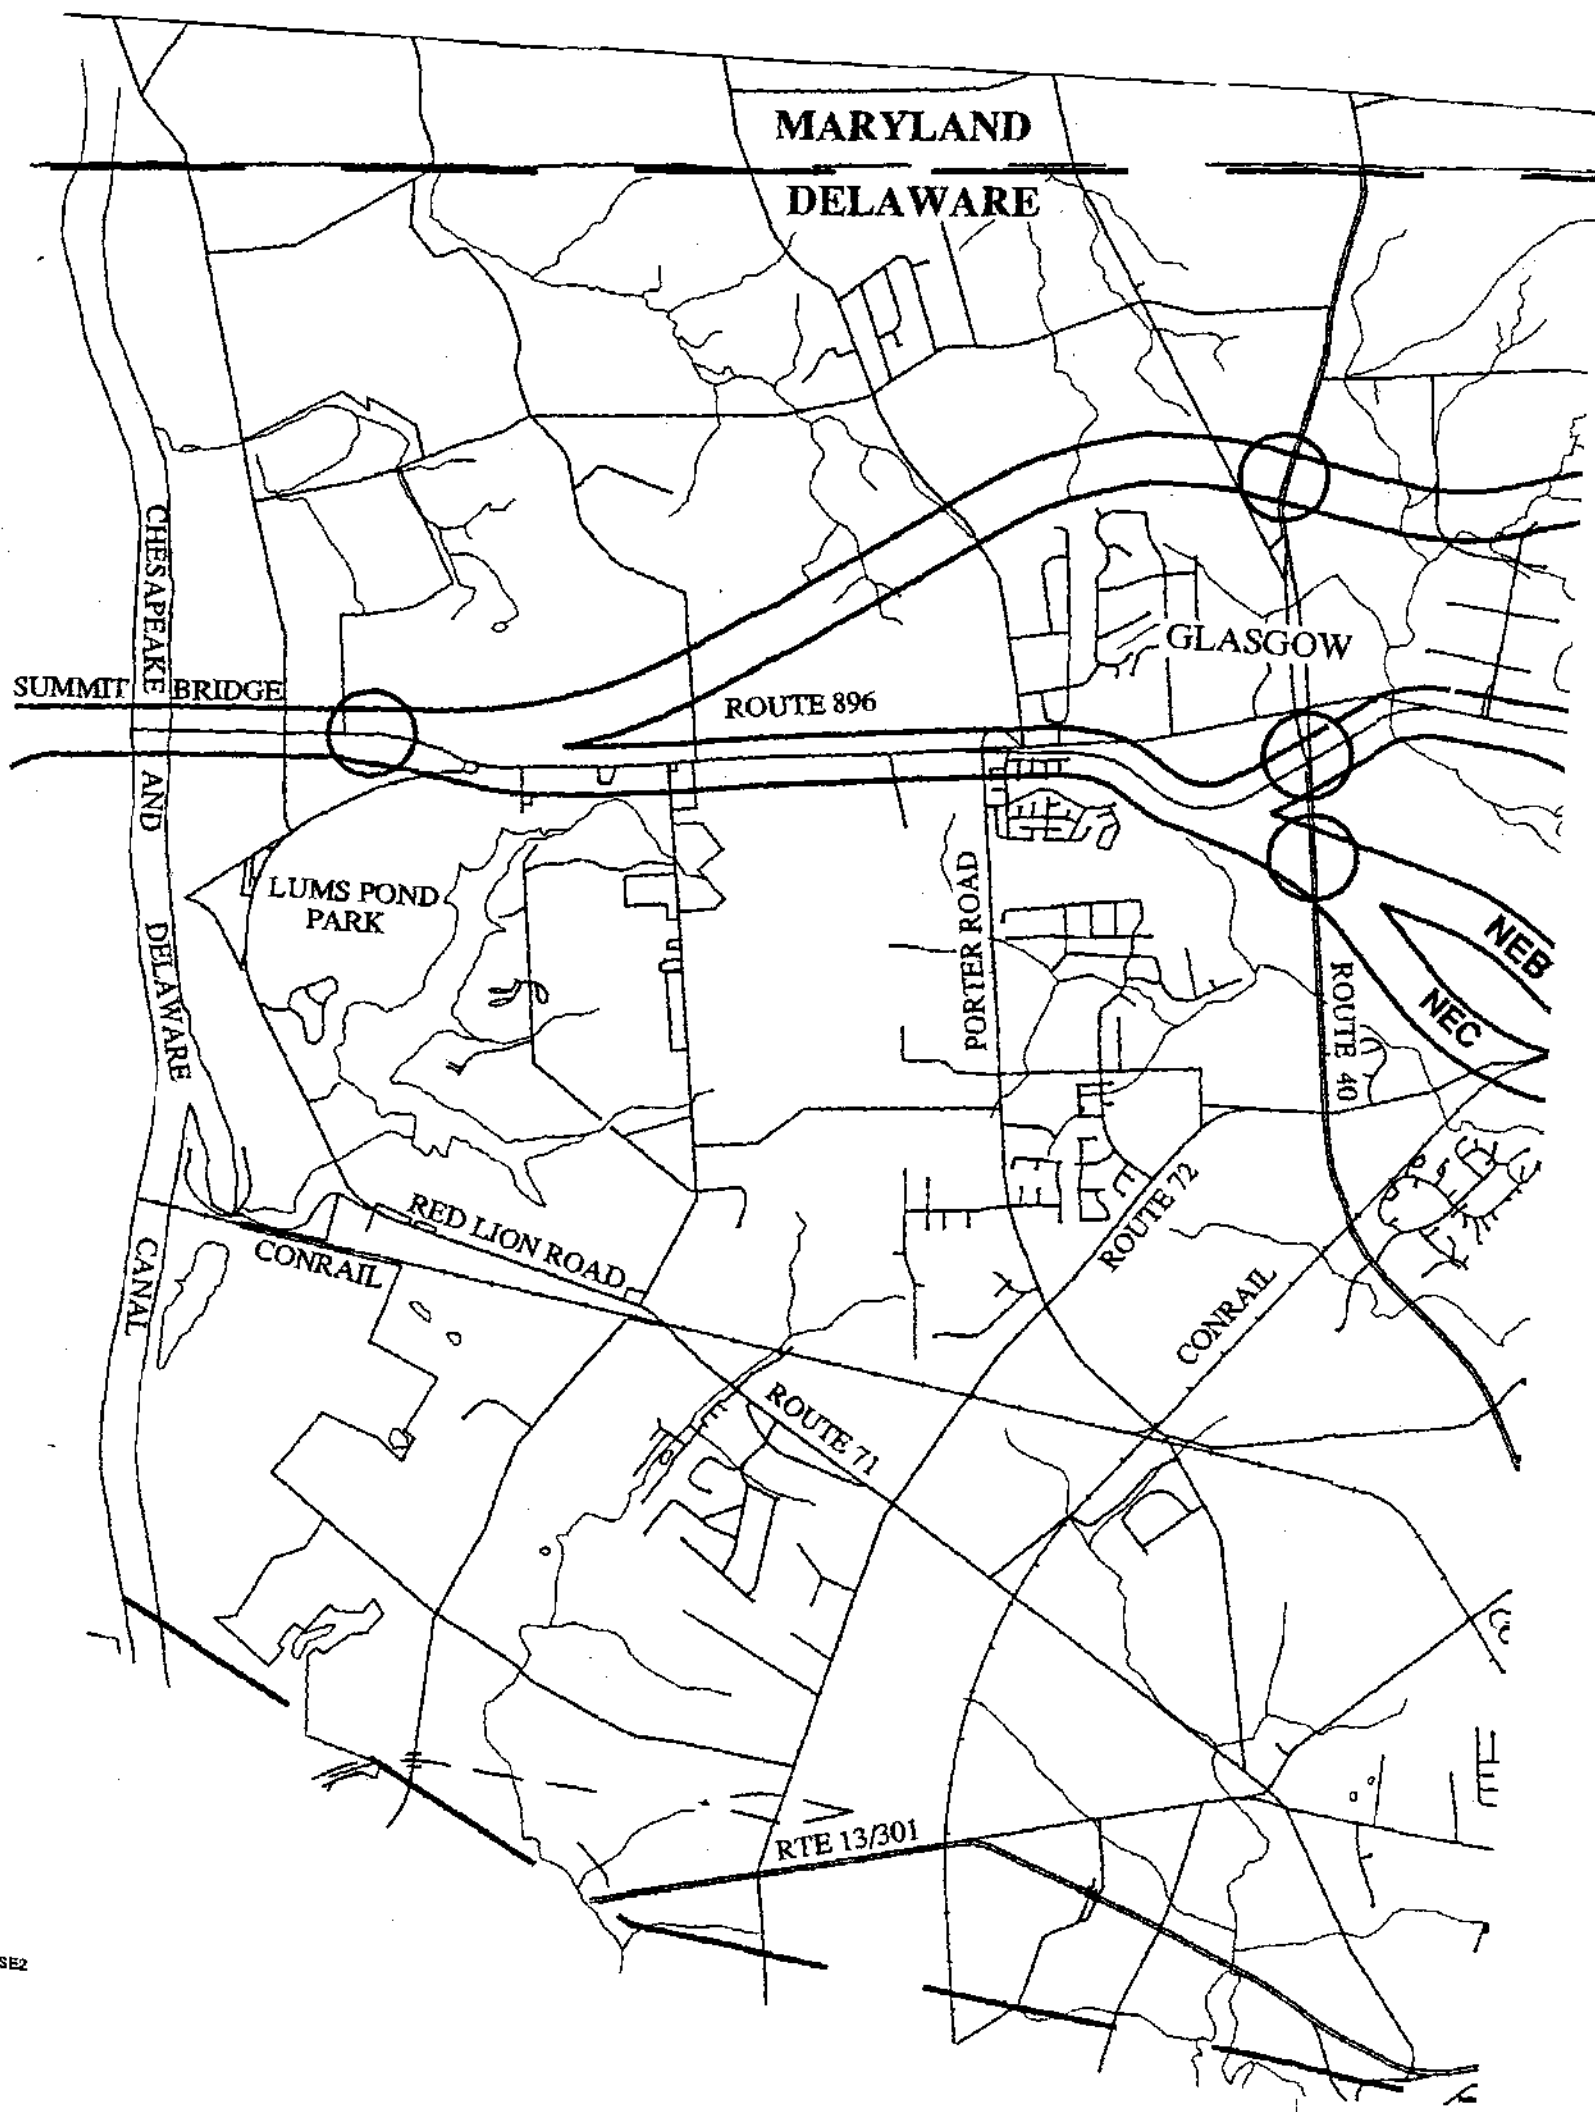 MARYLAND
DELAWARE
CHESAPEAKE
GLASGOW
SUMMIT BRIDGE
ROUTE 896
AND
LUMS POND
PARK
PORTER ROAD
DELAWARE
NEB
NEC
ROUTE 40
ROUTE 72
RED LION ROAD
CONRAIL
CANAL
CONRAIL
ROUTE 71
RTE 13/301
SE2